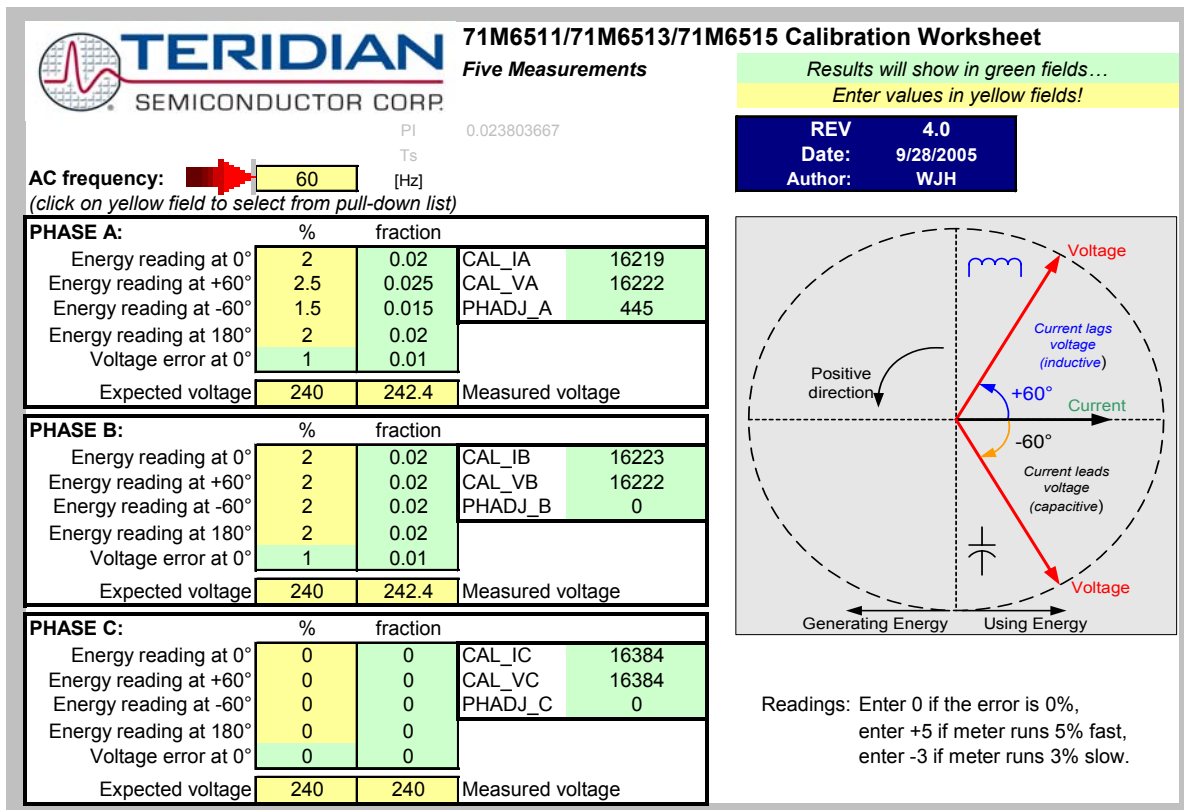 TERIDIAN
SEMICONDUCTOR CORP.
71M6511/71M6513/71M6515 Calibration Worksheet
Five Measurements
Results will show in green fields…
Enter values in yellow fields!
PI 0.023803667
Ts
REV 4.0
Date: 9/28/2005
Author: WJH
AC frequency: 60 [Hz]
(click on yellow field to select from pull-down list)
PHASE A: % fraction
Energy reading at 0° 2 0.02 CAL_IA 16219
Energy reading at +60° 2.5 0.025 CAL_VA 16222
Energy reading at -60° 1.5 0.015 PHADJ_A 445
Energy reading at 180° 2 0.02
Voltage error at 0° 1 0.01
Expected voltage 240 242.4 Measured voltage
PHASE B: % fraction
Energy reading at 0° 2 0.02 CAL_IB 16223
Energy reading at +60° 2 0.02 CAL_VB 16222
Energy reading at -60° 2 0.02 PHADJ_B 0
Energy reading at 180° 2 0.02
Voltage error at 0° 1 0.01
Expected voltage 240 242.4 Measured voltage
PHASE C: % fraction
Energy reading at 0° 0 0 CAL_IC 16384
Energy reading at +60° 0 0 CAL_VC 16384
Energy reading at -60° 0 0 PHADJ_C 0
Energy reading at 180° 0 0
Voltage error at 0° 0 0
Expected voltage 240 240 Measured voltage
Voltage
Current lags
voltage
(inductive)
Positive
direction
+60°
Current
-60°
Current leads
voltage
(capacitive)
Voltage
Generating Energy Using Energy
Readings: Enter 0 if the error is 0%,
enter +5 if meter runs 5% fast,
enter -3 if meter runs 3% slow.